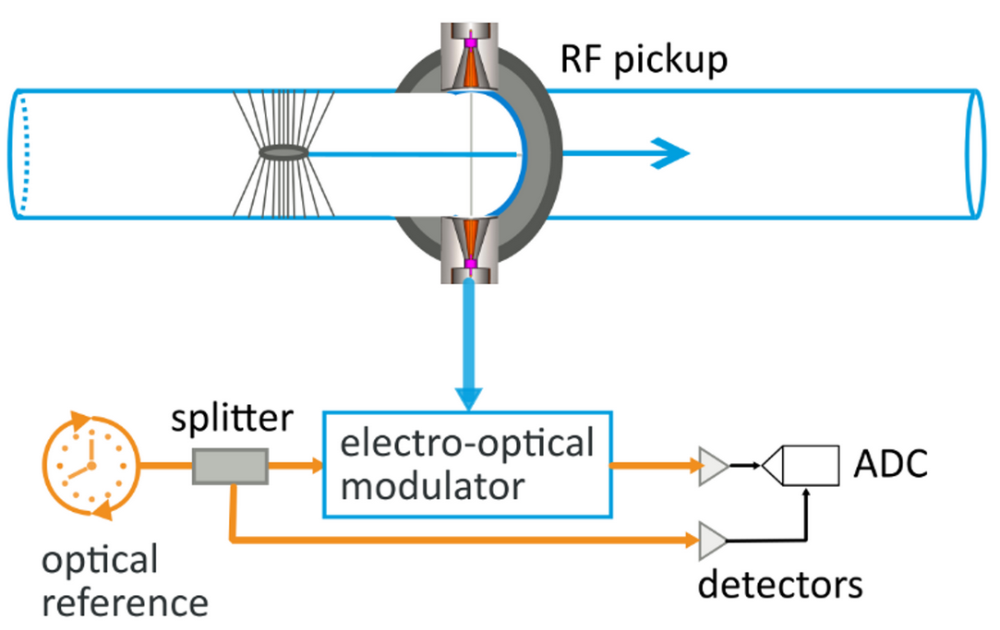 RF pickup
splitter
electro-optical
modulator
ADC
optical
reference
detectors